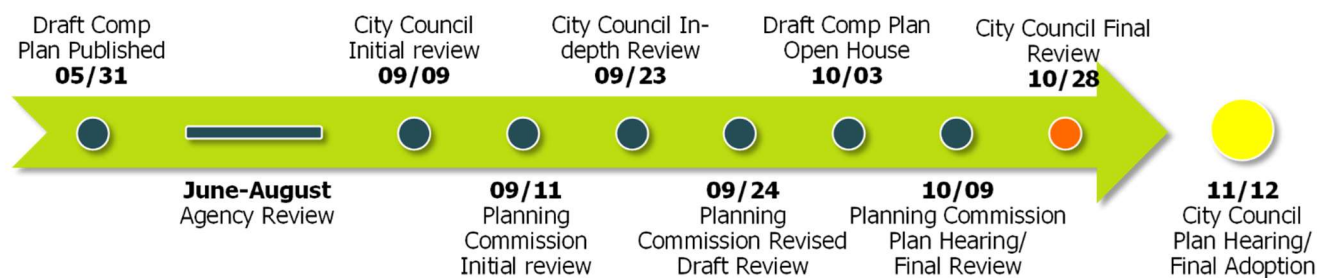 Draft Comp
Plan Published
05/31
June-August
Agency Review
City Council
Initial review
09/09
09/11
Planning
Commission
Initial review
City Council In-
depth Review
09/23
09/24
Planning
Commission Revised
Draft Review
Draft Comp Plan
Open House
10/03
10/09
Planning Commission
Plan Hearing/
Final Review
City Council Final
Review
10/28
11/12
City Council
Plan Hearing/
Final Adoption